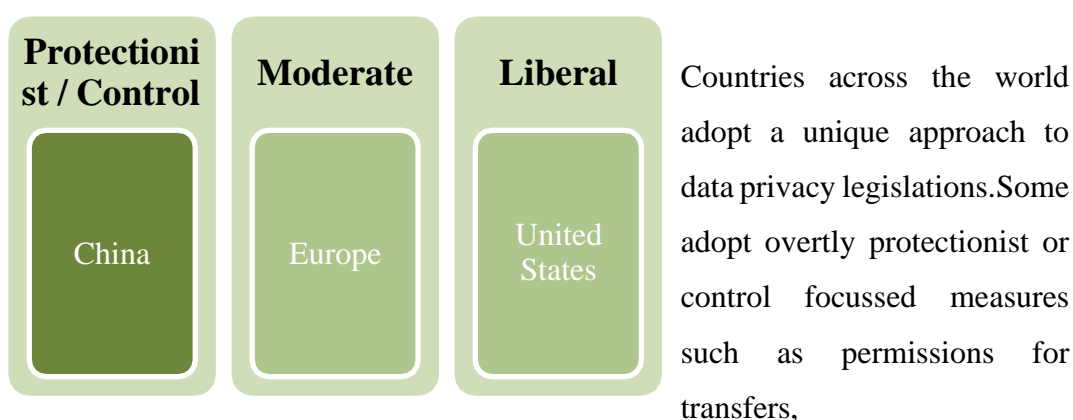 Protectioni
st / Control
China
Moderate
Europe
Liberal
United
States
Countries across the world
adopt a unique approach to
data privacy legislations.Some
adopt overtly protectionist or
control focussed measures
such as permissions for
transfers,